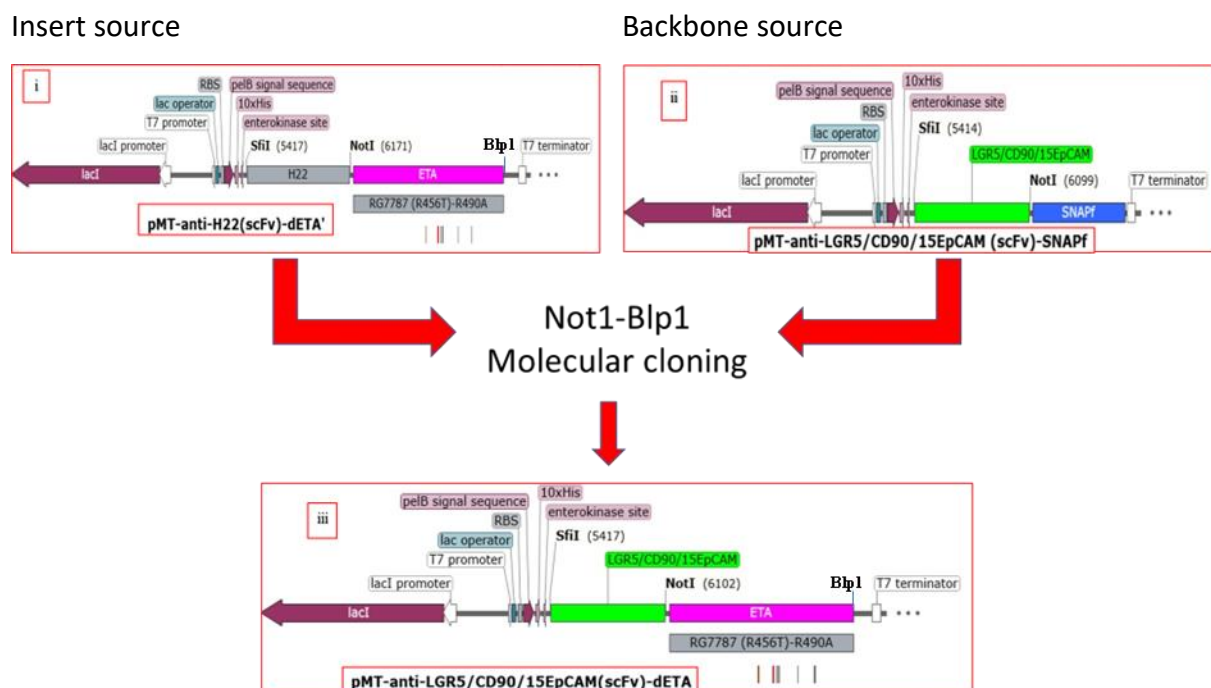 Insert source
Backbone source
i
RBS
pelB signal sequence
lac operator
10xHis
T7 promoter
enterokinase site
lacI promoter
SfiI (5417)
NotI (6171)
Blp1
T7 terminator
lacI
H22
ETA
RG7787 (R456T)-R490A
pMT-anti-H22(scFv)-dETA'
ii
10xHis
pelB signal sequence
enterokinase site
RBS
SfiI (5414)
lac operator
T7 promoter
LGR5/CD90/15EpCAM
lacI promoter
NotI (6099)
T7 terminator
lacI
SNAPf
pMT-anti-LGR5/CD90/15EpCAM (scFv)-SNAPf
Not1-Blp1
Molecular cloning
iii
10xHis
pelB signal sequence
enterokinase site
RBS
SfiI (5417)
lac operator
T7 promoter
LGR5/CD90/15EpCAM
lacI promoter
NotI (6102)
Blp1
T7 terminator
lacI
ETA
RG7787 (R456T)-R490A
pMT-anti-LGR5/CD90/15EpCAM(scFv)-dETA